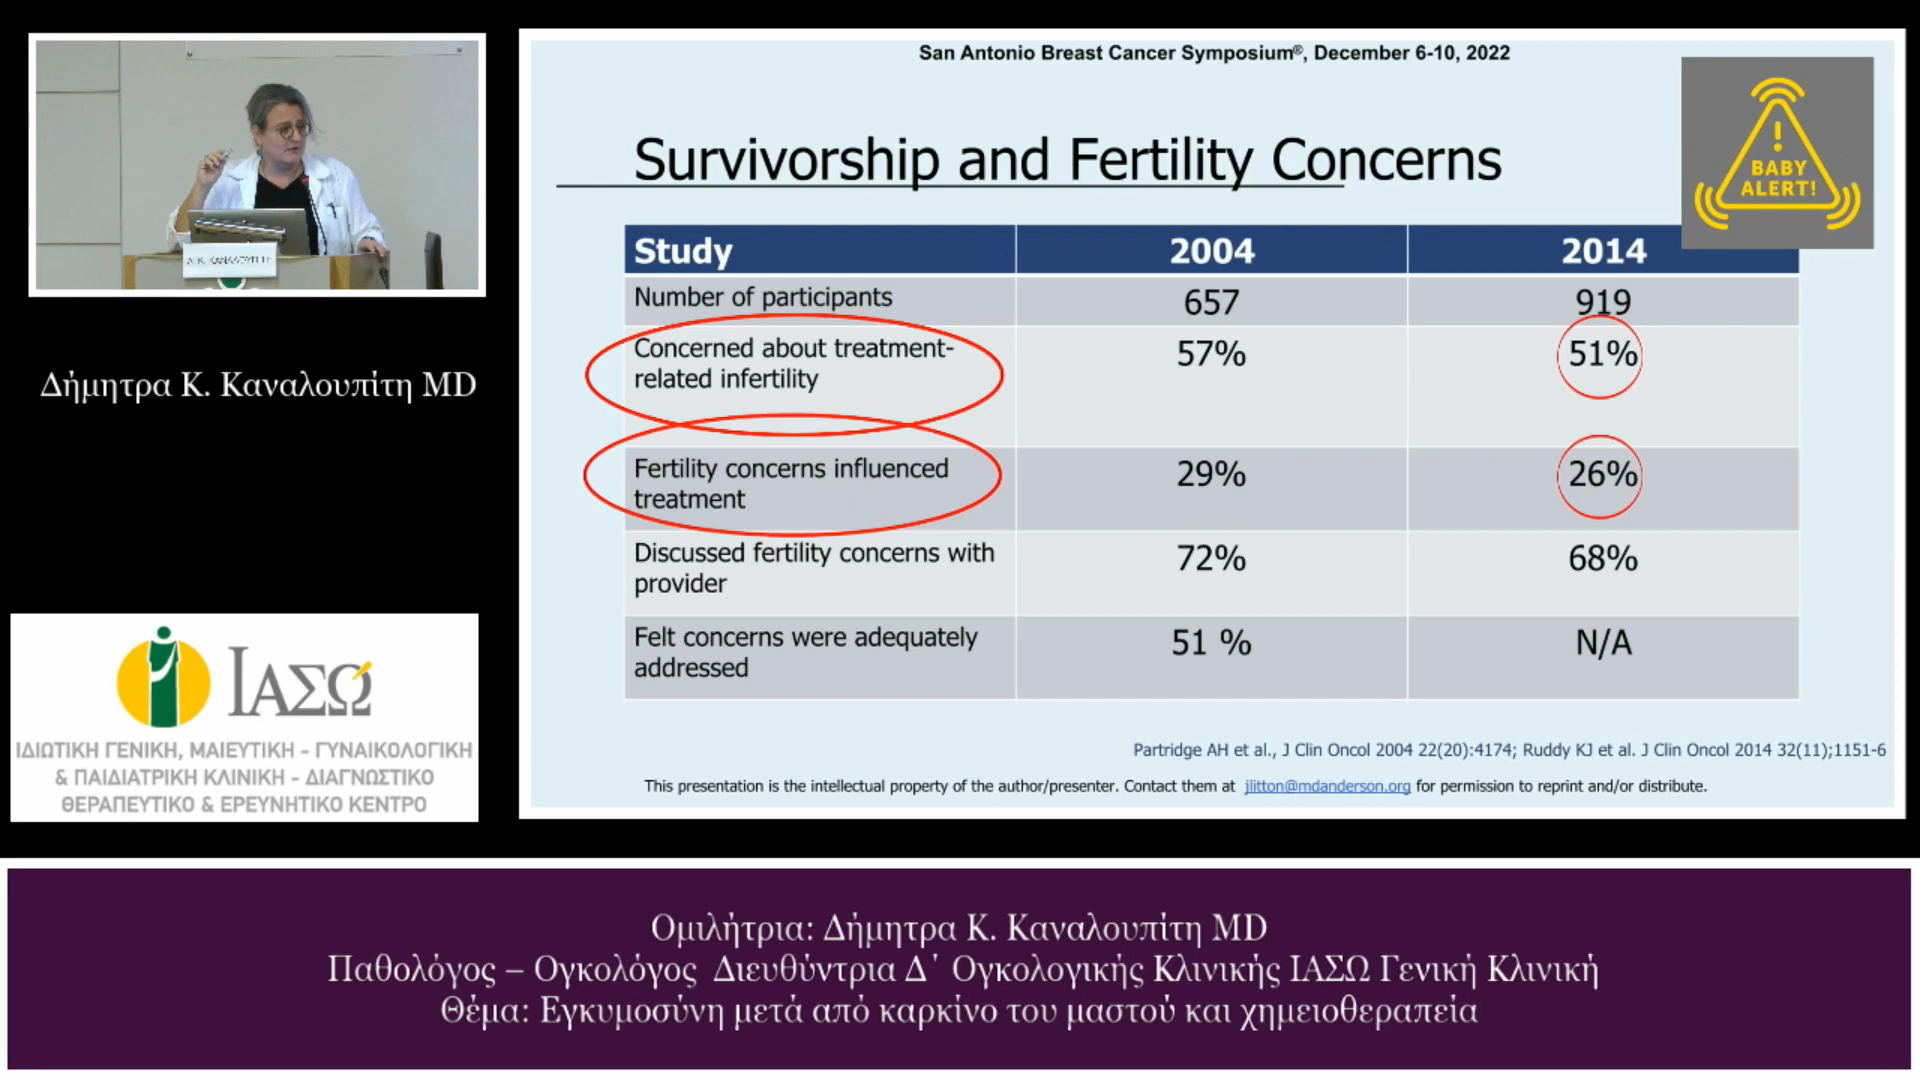 Δήμητρα Κ. Καναλουπίτη MD
ΙΑΣΩ
ΙΔΙΩΤΙΚΗ ΓΕΝΙΚΗ, ΜΑΙΕΥΤΙΚΗ - ΓΥΝΑΙΚΟΛΟΓΙΚΗ
& ΠΑΙΔΙΑΤΡΙΚΗ ΚΛΙΝΙΚΗ - ΔΙΑΓΝΩΣΤΙΚΟ
ΘΕΡΑΠΕΥΤΙΚΟ & ΕΡΕΥΝΗΤΙΚΟ ΚΕΝΤΡΟ
San Antonio Breast Cancer Symposium®, December 6-10, 2022
BABY
ALERT!
Survivorship and Fertility Concerns
Study 2004 2014
Number of participants 657 919
Concerned about treatment- 57% 51%
related infertility
Fertility concerns influenced 29% 26%
treatment
Discussed fertility concerns with 72% 68%
provider
Felt concerns were adequately 51 % N/A
addressed
Partridge AH et al., J Clin Oncol 2004 22(20):4174; Ruddy KJ et al. J Clin Oncol 2014 32(11);1151-6
This presentation is the intellectual property of the author/presenter. Contact them at jlitton@mdanderson.org for permission to reprint and/or distribute.
Ομιλήτρια: Δήμητρα Κ. Καναλουπίτη MD
Παθολόγος – Ογκολόγος Διευθύντρια Δ΄ Ογκολογικής Κλινικής ΙΑΣΩ Γενική Κλινική
Θέμα: Εγκυμοσύνη μετά από καρκίνο του μαστού και χημειοθεραπεία